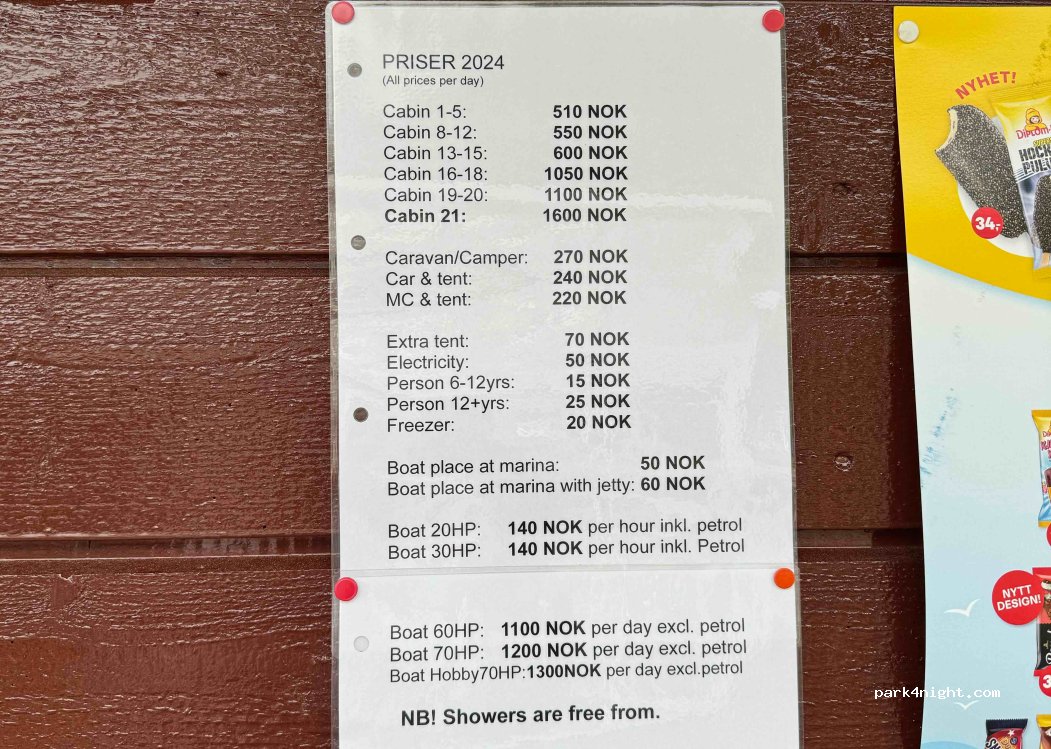 PRISER 2024
(All prices per day)
Cabin 1-5: 510 NOK
Cabin 8-12: 550 NOK
Cabin 13-15: 600 NOK
Cabin 16-18: 1050 NOK
Cabin 19-20: 1100 NOK
Cabin 21: 1600 NOK
Caravan/Camper: 270 NOK
Car & tent: 240 NOK
MC & tent: 220 NOK
Extra tent: 70 NOK
Electricity: 50 NOK
Person 6-12yrs: 15 NOK
Person 12+yrs: 25 NOK
Freezer: 20 NOK
Boat place at marina: 50 NOK
Boat place at marina with jetty: 60 NOK
Boat 20HP: 140 NOK per hour inkl. petrol
Boat 30HP: 140 NOK per hour inkl. Petrol
Boat 60HP: 1100 NOK per day excl. petrol
Boat 70HP: 1200 NOK per day excl. petrol
Boat Hobby70HP:1300NOK per day excl.petrol
NB! Showers are free from.
NYHET!
34,-
NYTT
DESIGN!
park4night.com